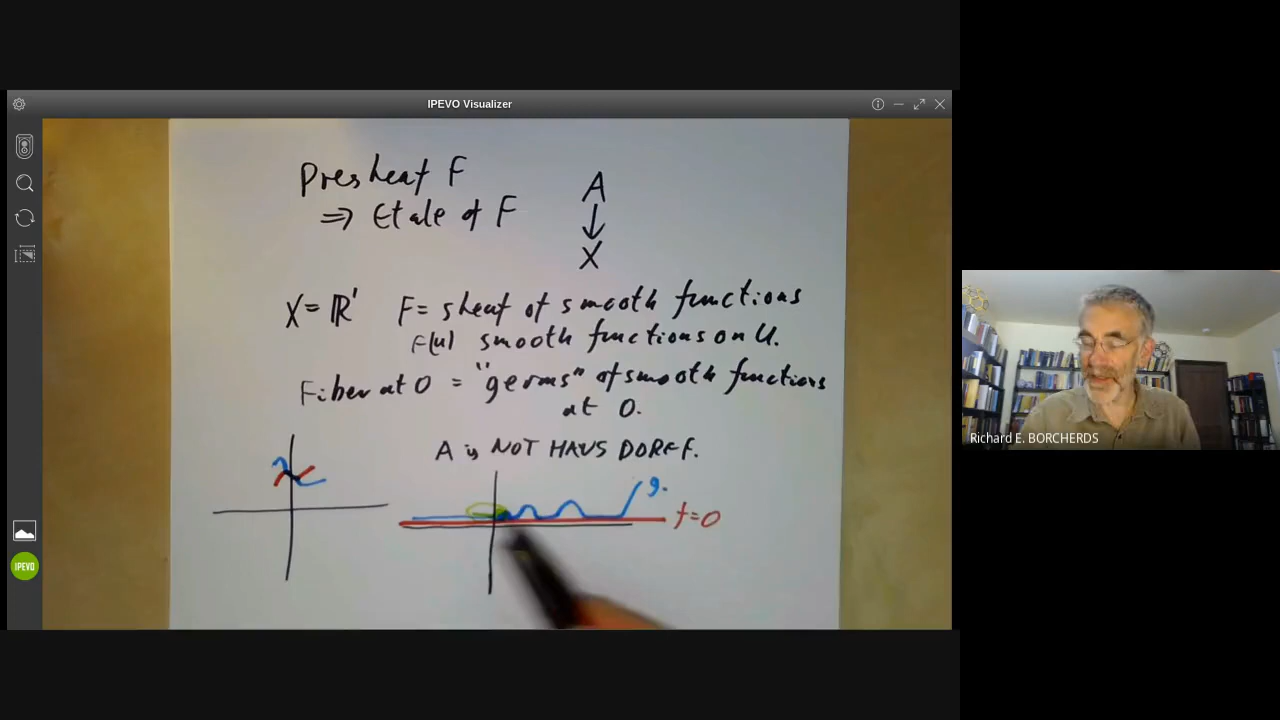 IPEVO Visualizer
Presheaf F
⇒ Etale of F
A
↓
X
X = ℝ¹ F = sheaf of smooth functions
F(U) smooth functions on U.
Fiber at 0 = "germs" of smooth functions
at 0.
A is NOT HAUSDORFF.
g.
f=0
IPEVO
Richard E. BORCHERDS